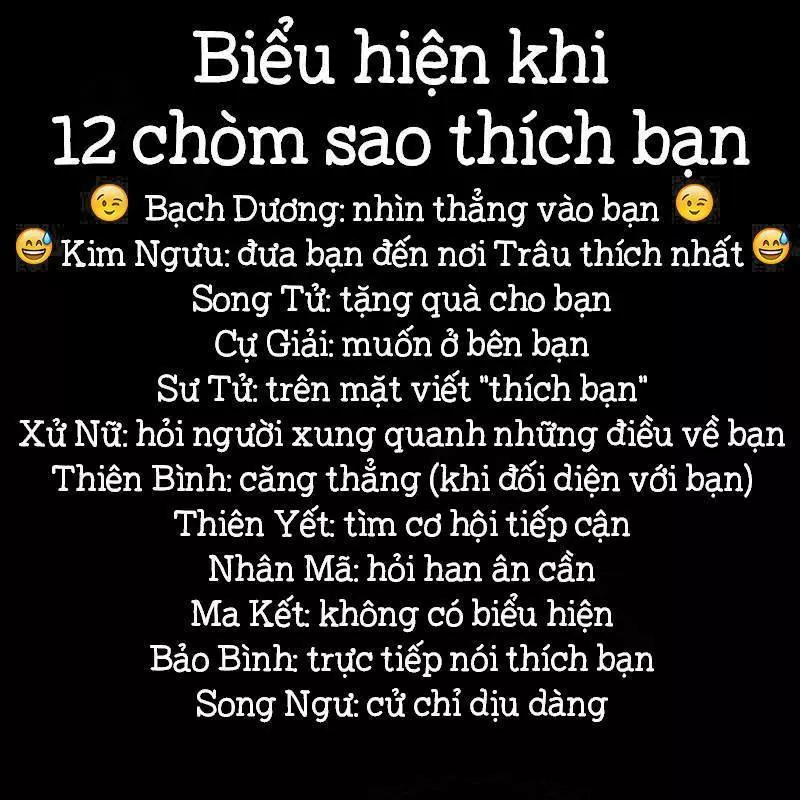 Biểu hiện khi
12 chòm sao thích bạn
😉 Bạch Dương: nhìn thẳng vào bạn 😉
😅 Kim Ngưu: đưa bạn đến nơi Trâu thích nhất 😅
Song Tử: tặng quà cho bạn
Cự Giải: muốn ở bên bạn
Sư Tử: trên mặt viết "thích bạn"
Xử Nữ: hỏi người xung quanh những điều về bạn
Thiên Bình: căng thẳng (khi đối diện với bạn)
Thiên Yết: tìm cơ hội tiếp cận
Nhân Mã: hỏi han ân cần
Ma Kết: không có biểu hiện
Bảo Bình: trực tiếp nói thích bạn
Song Ngư: cử chỉ dịu dàng